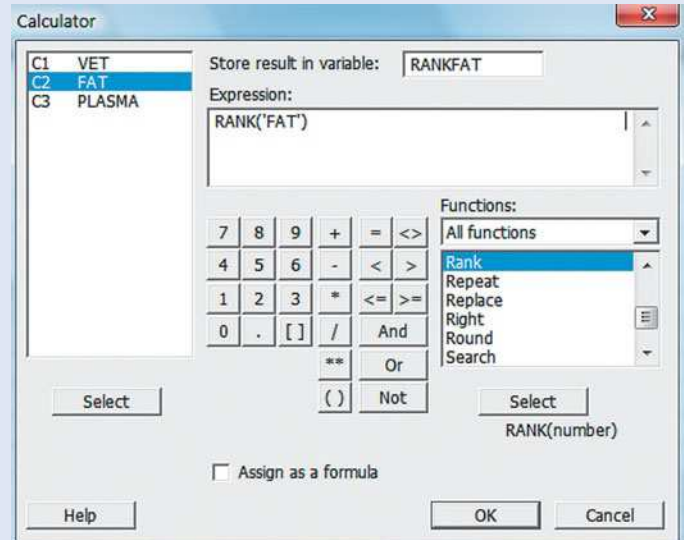 Calculator
x
C1 VET
C2 FAT
C3 PLASMA
Select
Store result in variable: RANKFAT
Expression:
RANK('FAT')
7 8 9 + = <>
4 5 6 - < >
1 2 3 * <= >=
0 . [ ] / And
** Or
( ) Not
Functions:
All functions
Rank
Repeat
Replace
Right
Round
Search
Select
RANK(number)
Assign as a formula
Help
OK
Cancel